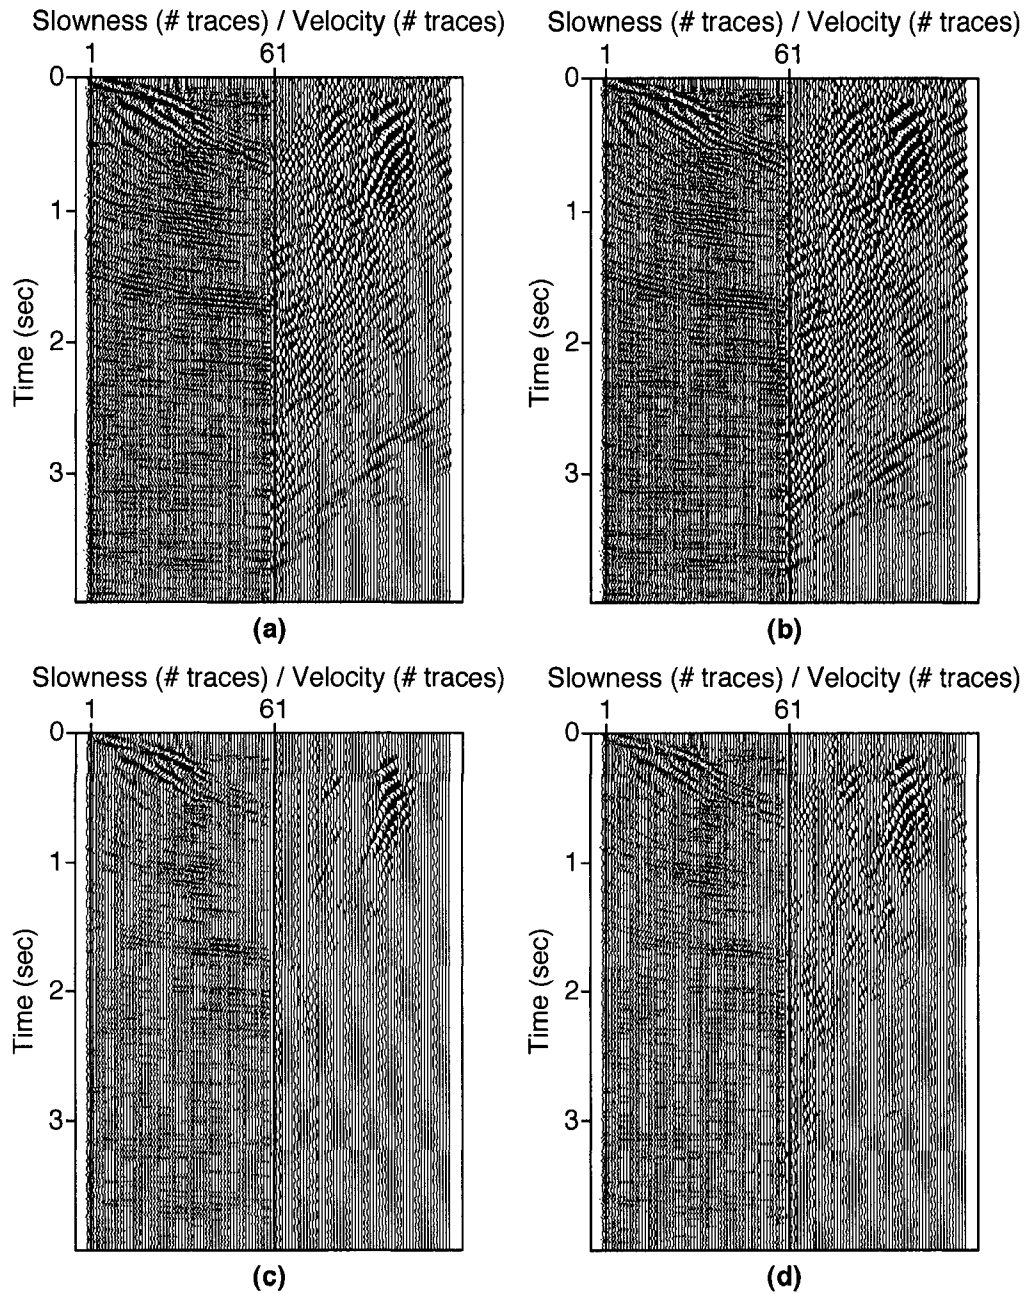 Slowness (# traces) / Velocity (# traces) Slowness (# traces) / Velocity (# traces)
1 61 1 61
0 0
1 1
Time (sec) Time (sec)
2 2
3 3
(a) (b)
Slowness (# traces) / Velocity (# traces) Slowness (# traces) / Velocity (# traces)
1 61 1 61
0 0
1 1
Time (sec) Time (sec)
2 2
3 3
(c) (d)